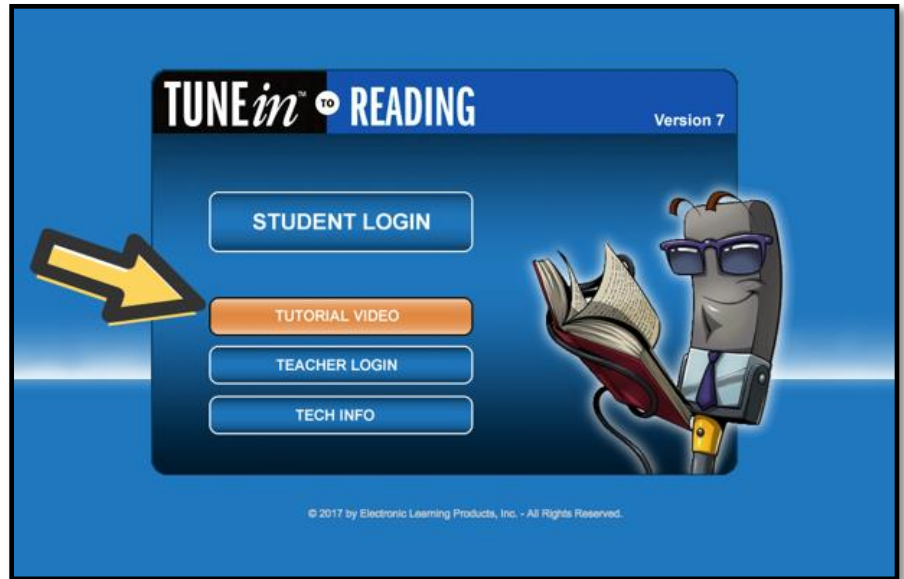 TUNE in™ TO READING
Version 7
STUDENT LOGIN
TUTORIAL VIDEO
TEACHER LOGIN
TECH INFO
© 2017 by Electronic Learning Products, Inc. - All Rights Reserved.